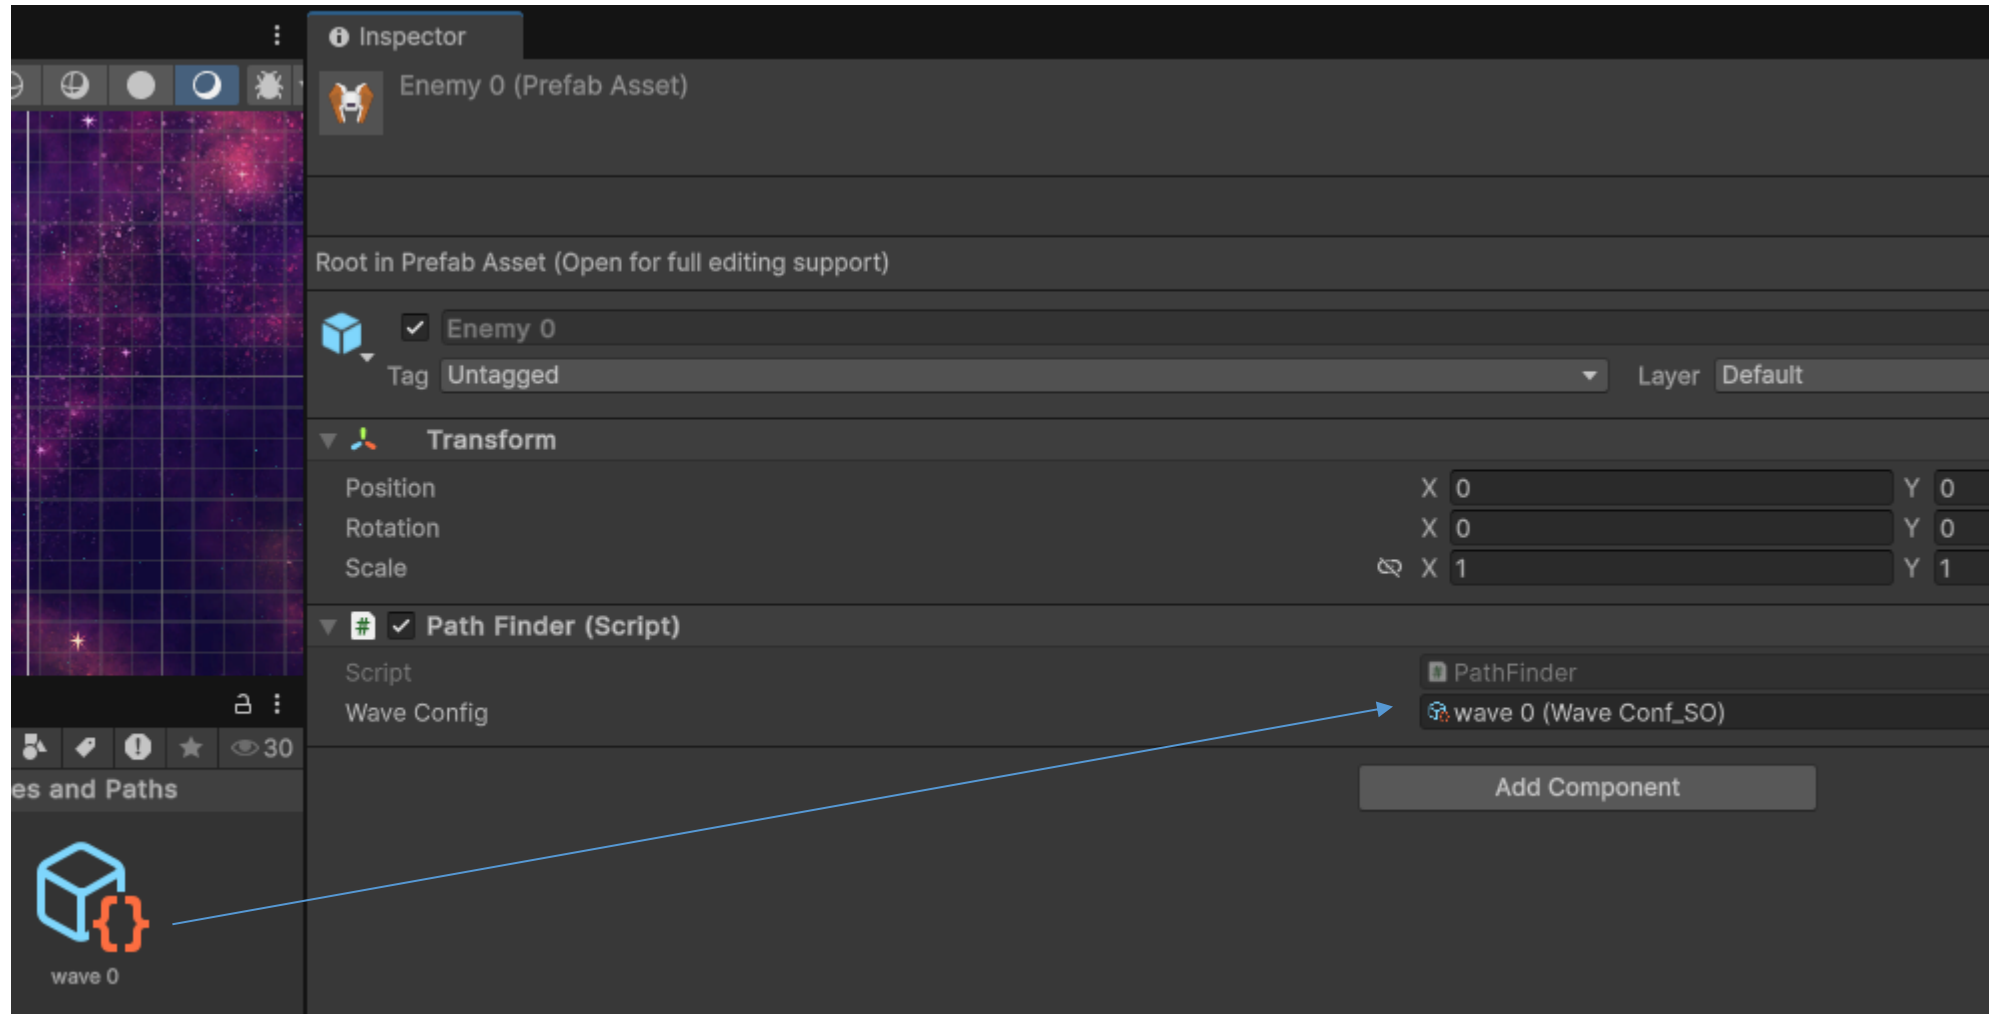 Inspector
Enemy 0 (Prefab Asset)
Root in Prefab Asset (Open for full editing support)
Enemy 0
Tag Untagged Layer Default
Transform
Position X 0 Y 0
Rotation X 0 Y 0
Scale X 1 Y 1
# Path Finder (Script)
Script # PathFinder
Wave Config wave 0 (Wave Conf_SO)
Add Component
30
es and Paths
{}
wave 0